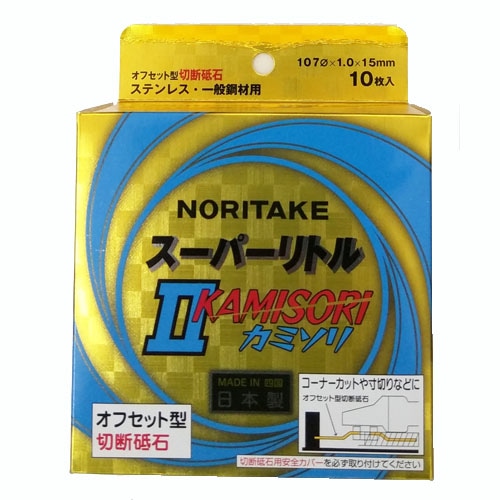 オフセット型切断砥石
ステンレス・一般鋼材用
107ø×1.0×15mm
10枚入
NORITAKE
スーパーリトル
II KAMISORI
カミソリ
MADE IN 四国
日本製
オフセット型
切断砥石
コーナーカットや寸切りなどに
オフセット型切断砥石
切断砥石用安全カバーを必ず取り付けてください